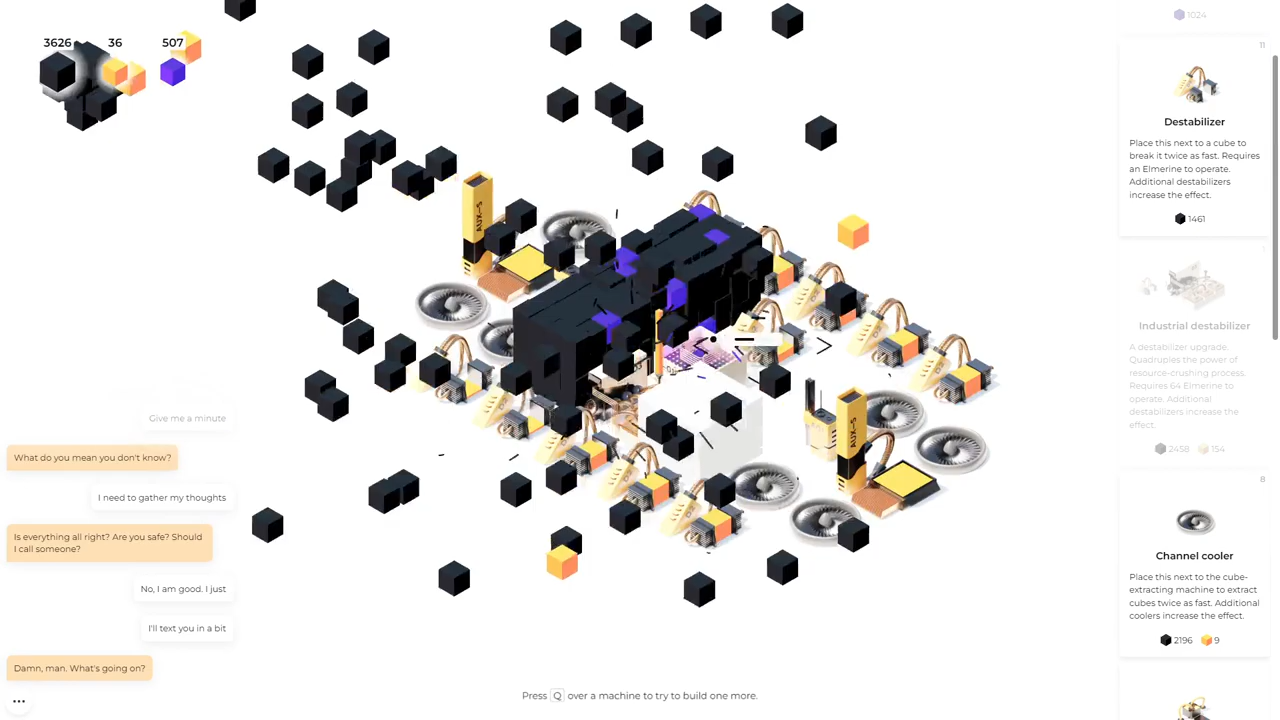 3626
36
507
1024
11
Destabilizer
Place this next to a cube to
break it twice as fast. Requires
an Elmerine to operate.
Additional destabilizers
increase the effect.
1461
Industrial destabilizer
A destabilizer upgrade.
Quadruples the power of
resource-crushing process.
Requires 64 Elmerine to
operate. Additional
destabilizers increase the
effect.
2458 154
8
Channel cooler
Place this next to the cube-
extracting machine to extract
cubes twice as fast. Additional
coolers increase the effect.
2196 9
AUX-5
AUX-5
Give me a minute
What do you mean you don't know?
I need to gather my thoughts
Is everything all right? Are you safe? Should
I call someone?
No, I am good. I just
I'll text you in a bit
Damn, man. What's going on?
Press Q over a machine to try to build one more.